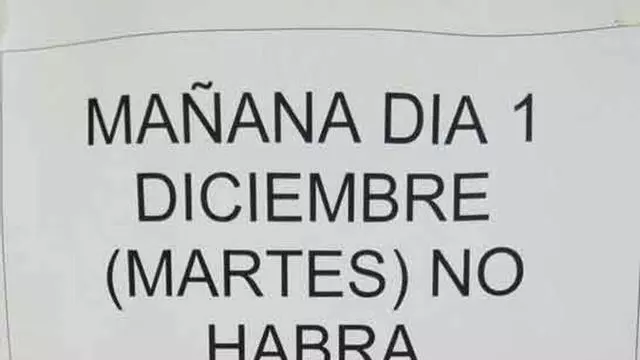 MAÑANA DIA 1
DICIEMBRE
(MARTES) NO
HABRA